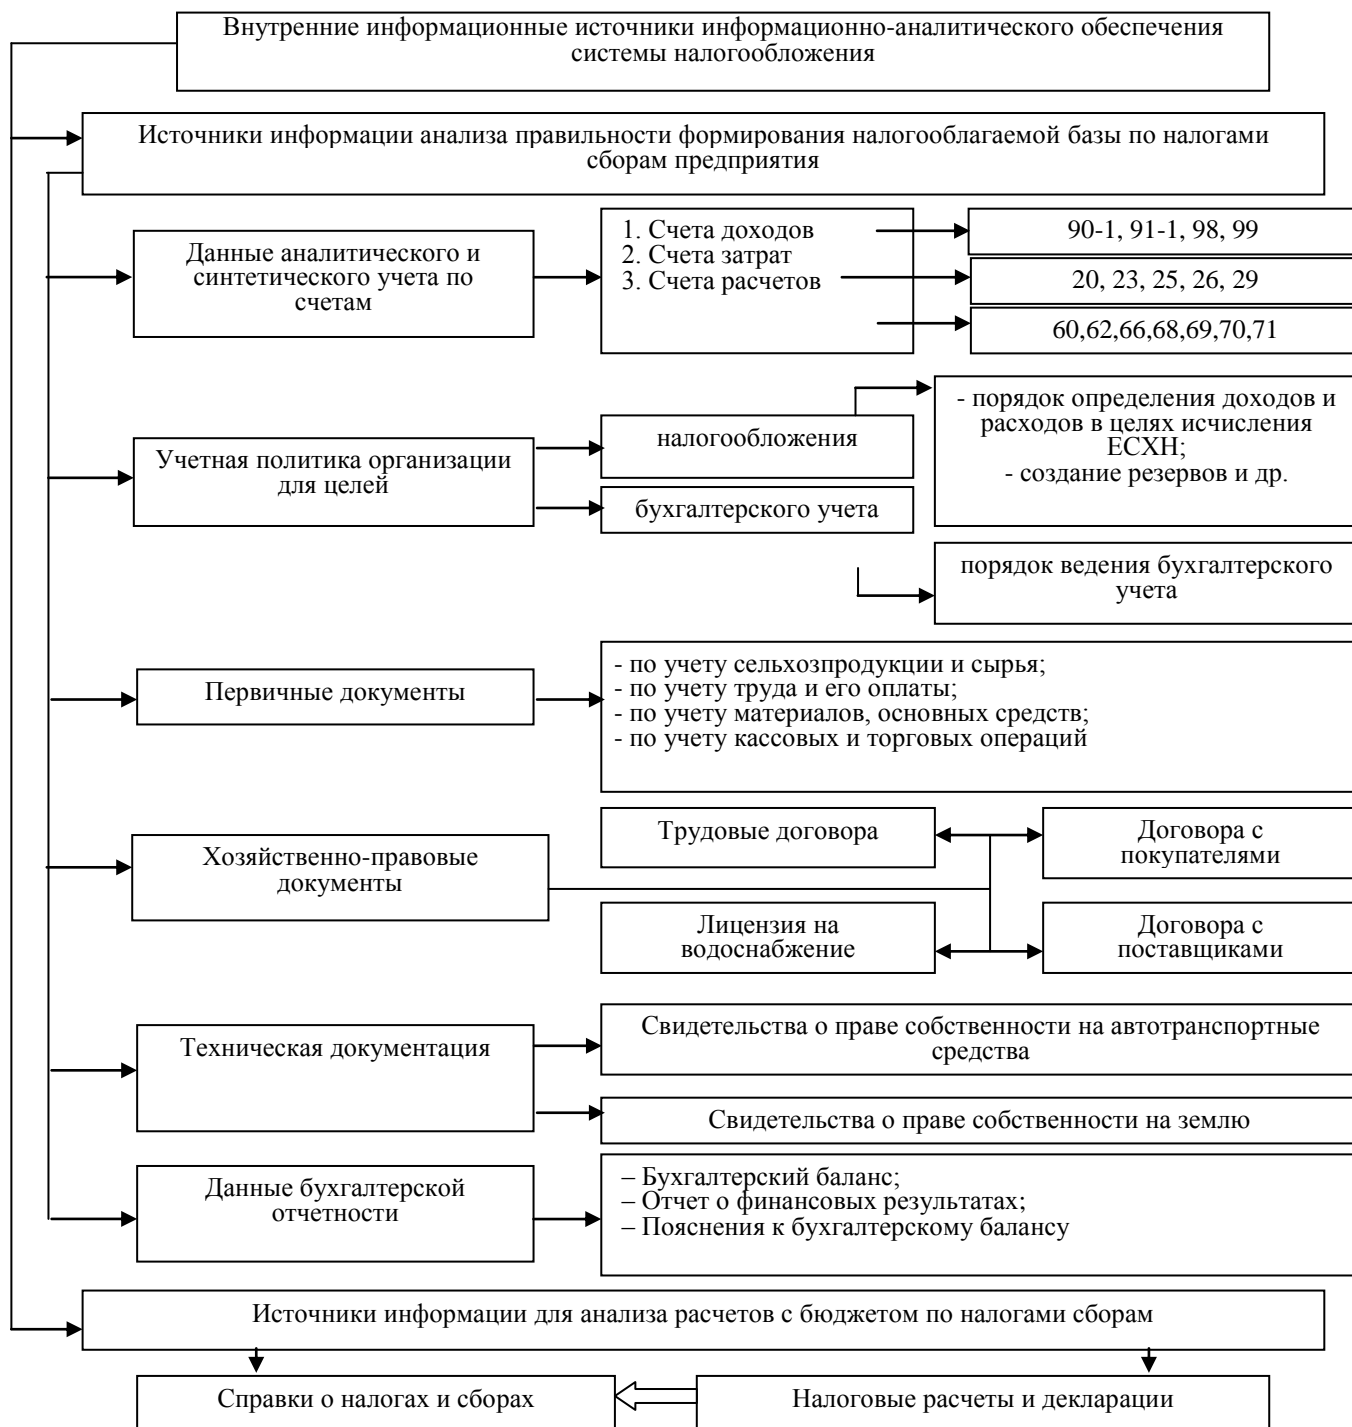 Внутренние информационные источники информационно-аналитического обеспечения
системы налогообложения
Источники информации анализа правильности формирования налогооблагаемой базы по налогами
сборам предприятия
Данные аналитического и
синтетического учета по
счетам
1. Счета доходов
2. Счета затрат
3. Счета расчетов
90-1, 91-1, 98, 99
20, 23, 25, 26, 29
60,62,66,68,69,70,71
Учетная политика организации
для целей
налогообложения
бухгалтерского учета
- порядок определения доходов и
расходов в целях исчисления
ЕСХН;
- создание резервов и др.
порядок ведения бухгалтерского
учета
Первичные документы
- по учету сельхозпродукции и сырья;
- по учету труда и его оплаты;
- по учету материалов, основных средств;
- по учету кассовых и торговых операций
Хозяйственно-правовые
документы
Трудовые договора
Договора с
покупателями
Лицензия на
водоснабжение
Договора с
поставщиками
Техническая документация
Свидетельства о праве собственности на автотранспортные
средства
Свидетельства о праве собственности на землю
Данные бухгалтерской
отчетности
– Бухгалтерский баланс;
– Отчет о финансовых результатах;
– Пояснения к бухгалтерскому балансу
Источники информации для анализа расчетов с бюджетом по налогами сборам
Справки о налогах и сборах
Налоговые расчеты и декларации